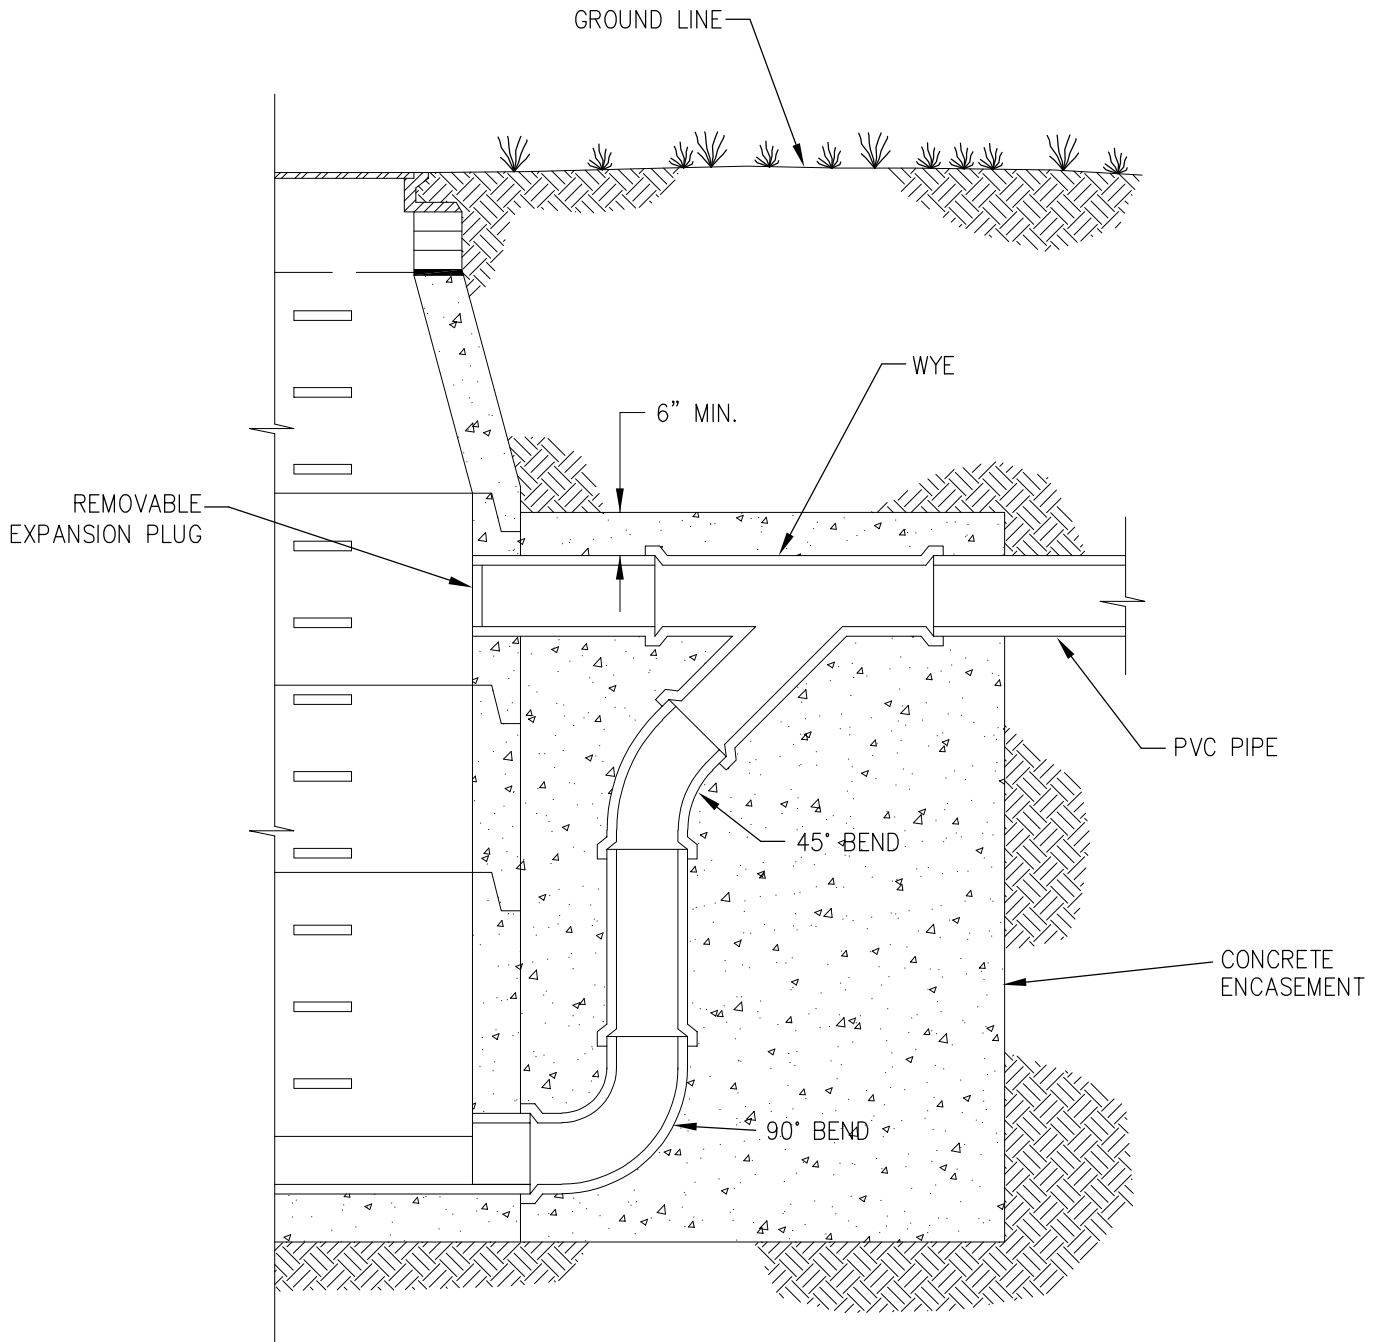 GROUND LINE
WYE
6” MIN.
REMOVABLE
EXPANSION PLUG
PVC PIPE
45° BEND
CONCRETE
ENCASEMENT
90° BEND